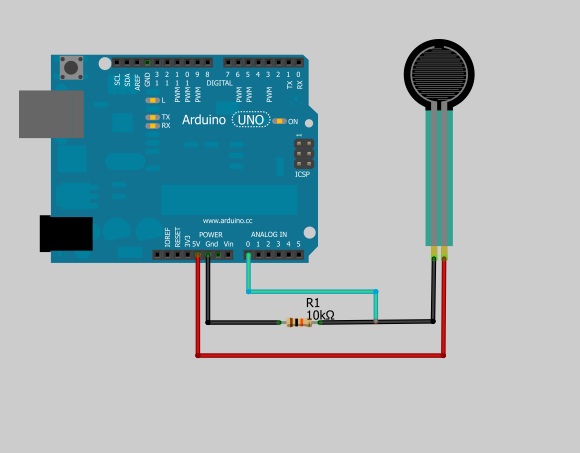 SCL
SDA
AREF
GND
13
12
PWM 11
PWM 10
PWM 9
8
7
PWM 6
PWM 5
4
PWM 3
2
TX 1
RX 0
DIGITAL
L
TX
RX
Arduino UNO
ON
1
ICSP
www.arduino.cc
POWER
ANALOG IN
IOREF
RESET
3V3
5V
Gnd
Vin
0 1 2 3 4 5
R1
10kΩ